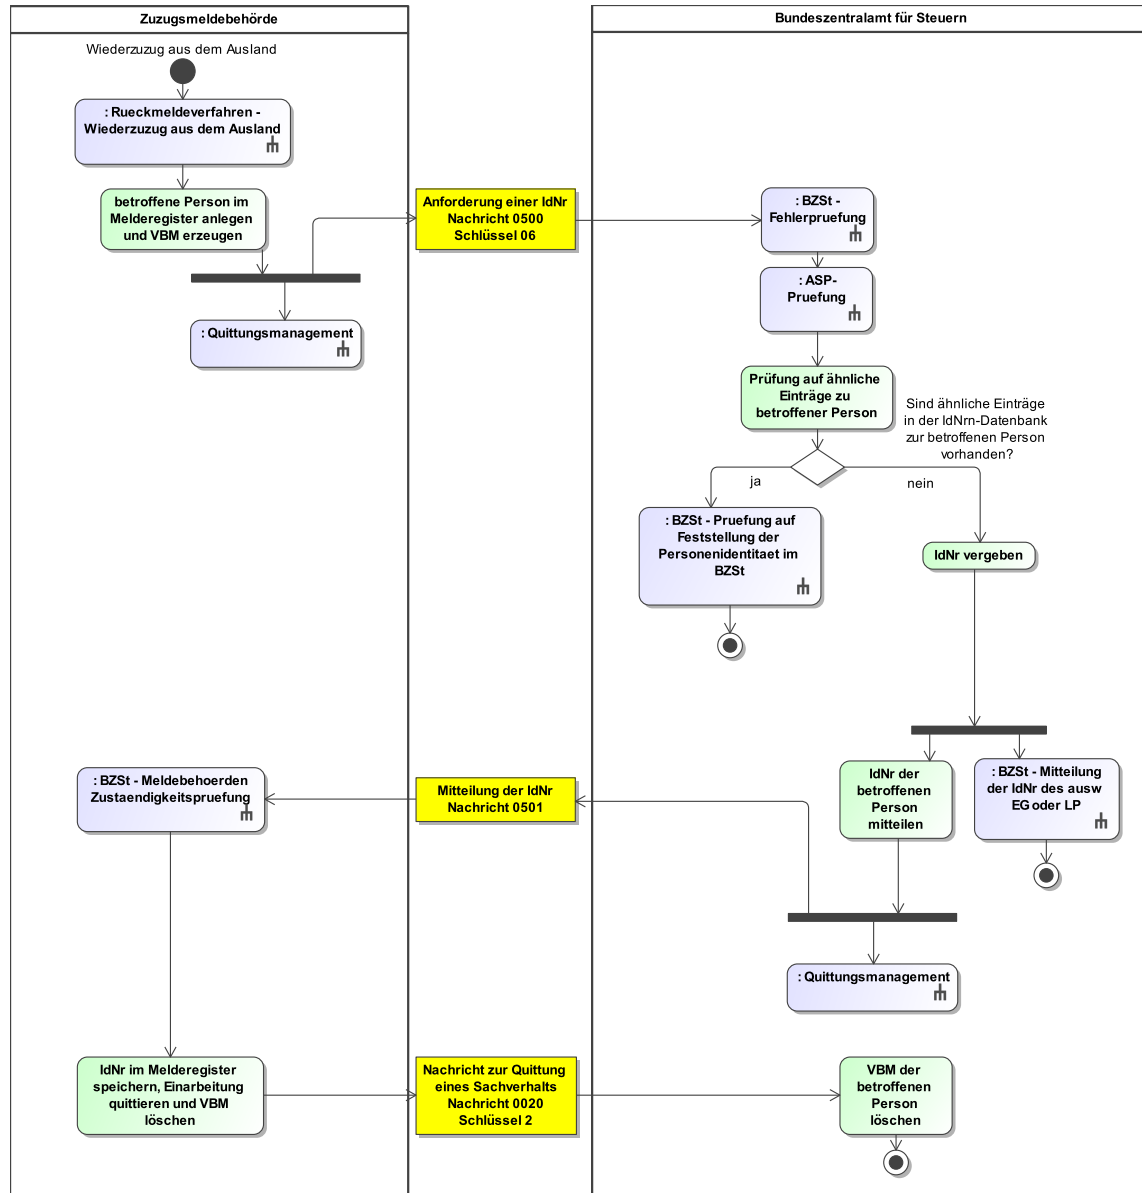 Zuzugsmeldebehörde
Bundeszentralamt für Steuern
Wiederzuzug aus dem Ausland
: Rueckmeldeverfahren -
Wiederzuzug aus dem Ausland
betroffene Person im
Melderegister anlegen
und VBM erzeugen
: Quittungsmanagement
Anforderung einer IdNr
Nachricht 0500
Schlüssel 06
: BZSt -
Fehlerpruefung
: ASP-
Pruefung
Prüfung auf ähnliche
Einträge zu
betroffener Person
Sind ähnliche Einträge
in der IdNrn-Datenbank
zur betroffenen Person
vorhanden?
ja
nein
: BZSt - Pruefung auf
Feststellung der
Personenidentitaet im
BZSt
IdNr vergeben
IdNr der
betroffenen
Person
mitteilen
: BZSt - Mitteilung
der IdNr des ausw
EG oder LP
Mitteilung der IdNr
Nachricht 0501
: BZSt - Meldebehoerden
Zustaendigkeitspruefung
: Quittungsmanagement
IdNr im Melderegister
speichern, Einarbeitung
quittieren und VBM
löschen
Nachricht zur Quittung
eines Sachverhalts
Nachricht 0020
Schlüssel 2
VBM der
betroffenen
Person
löschen